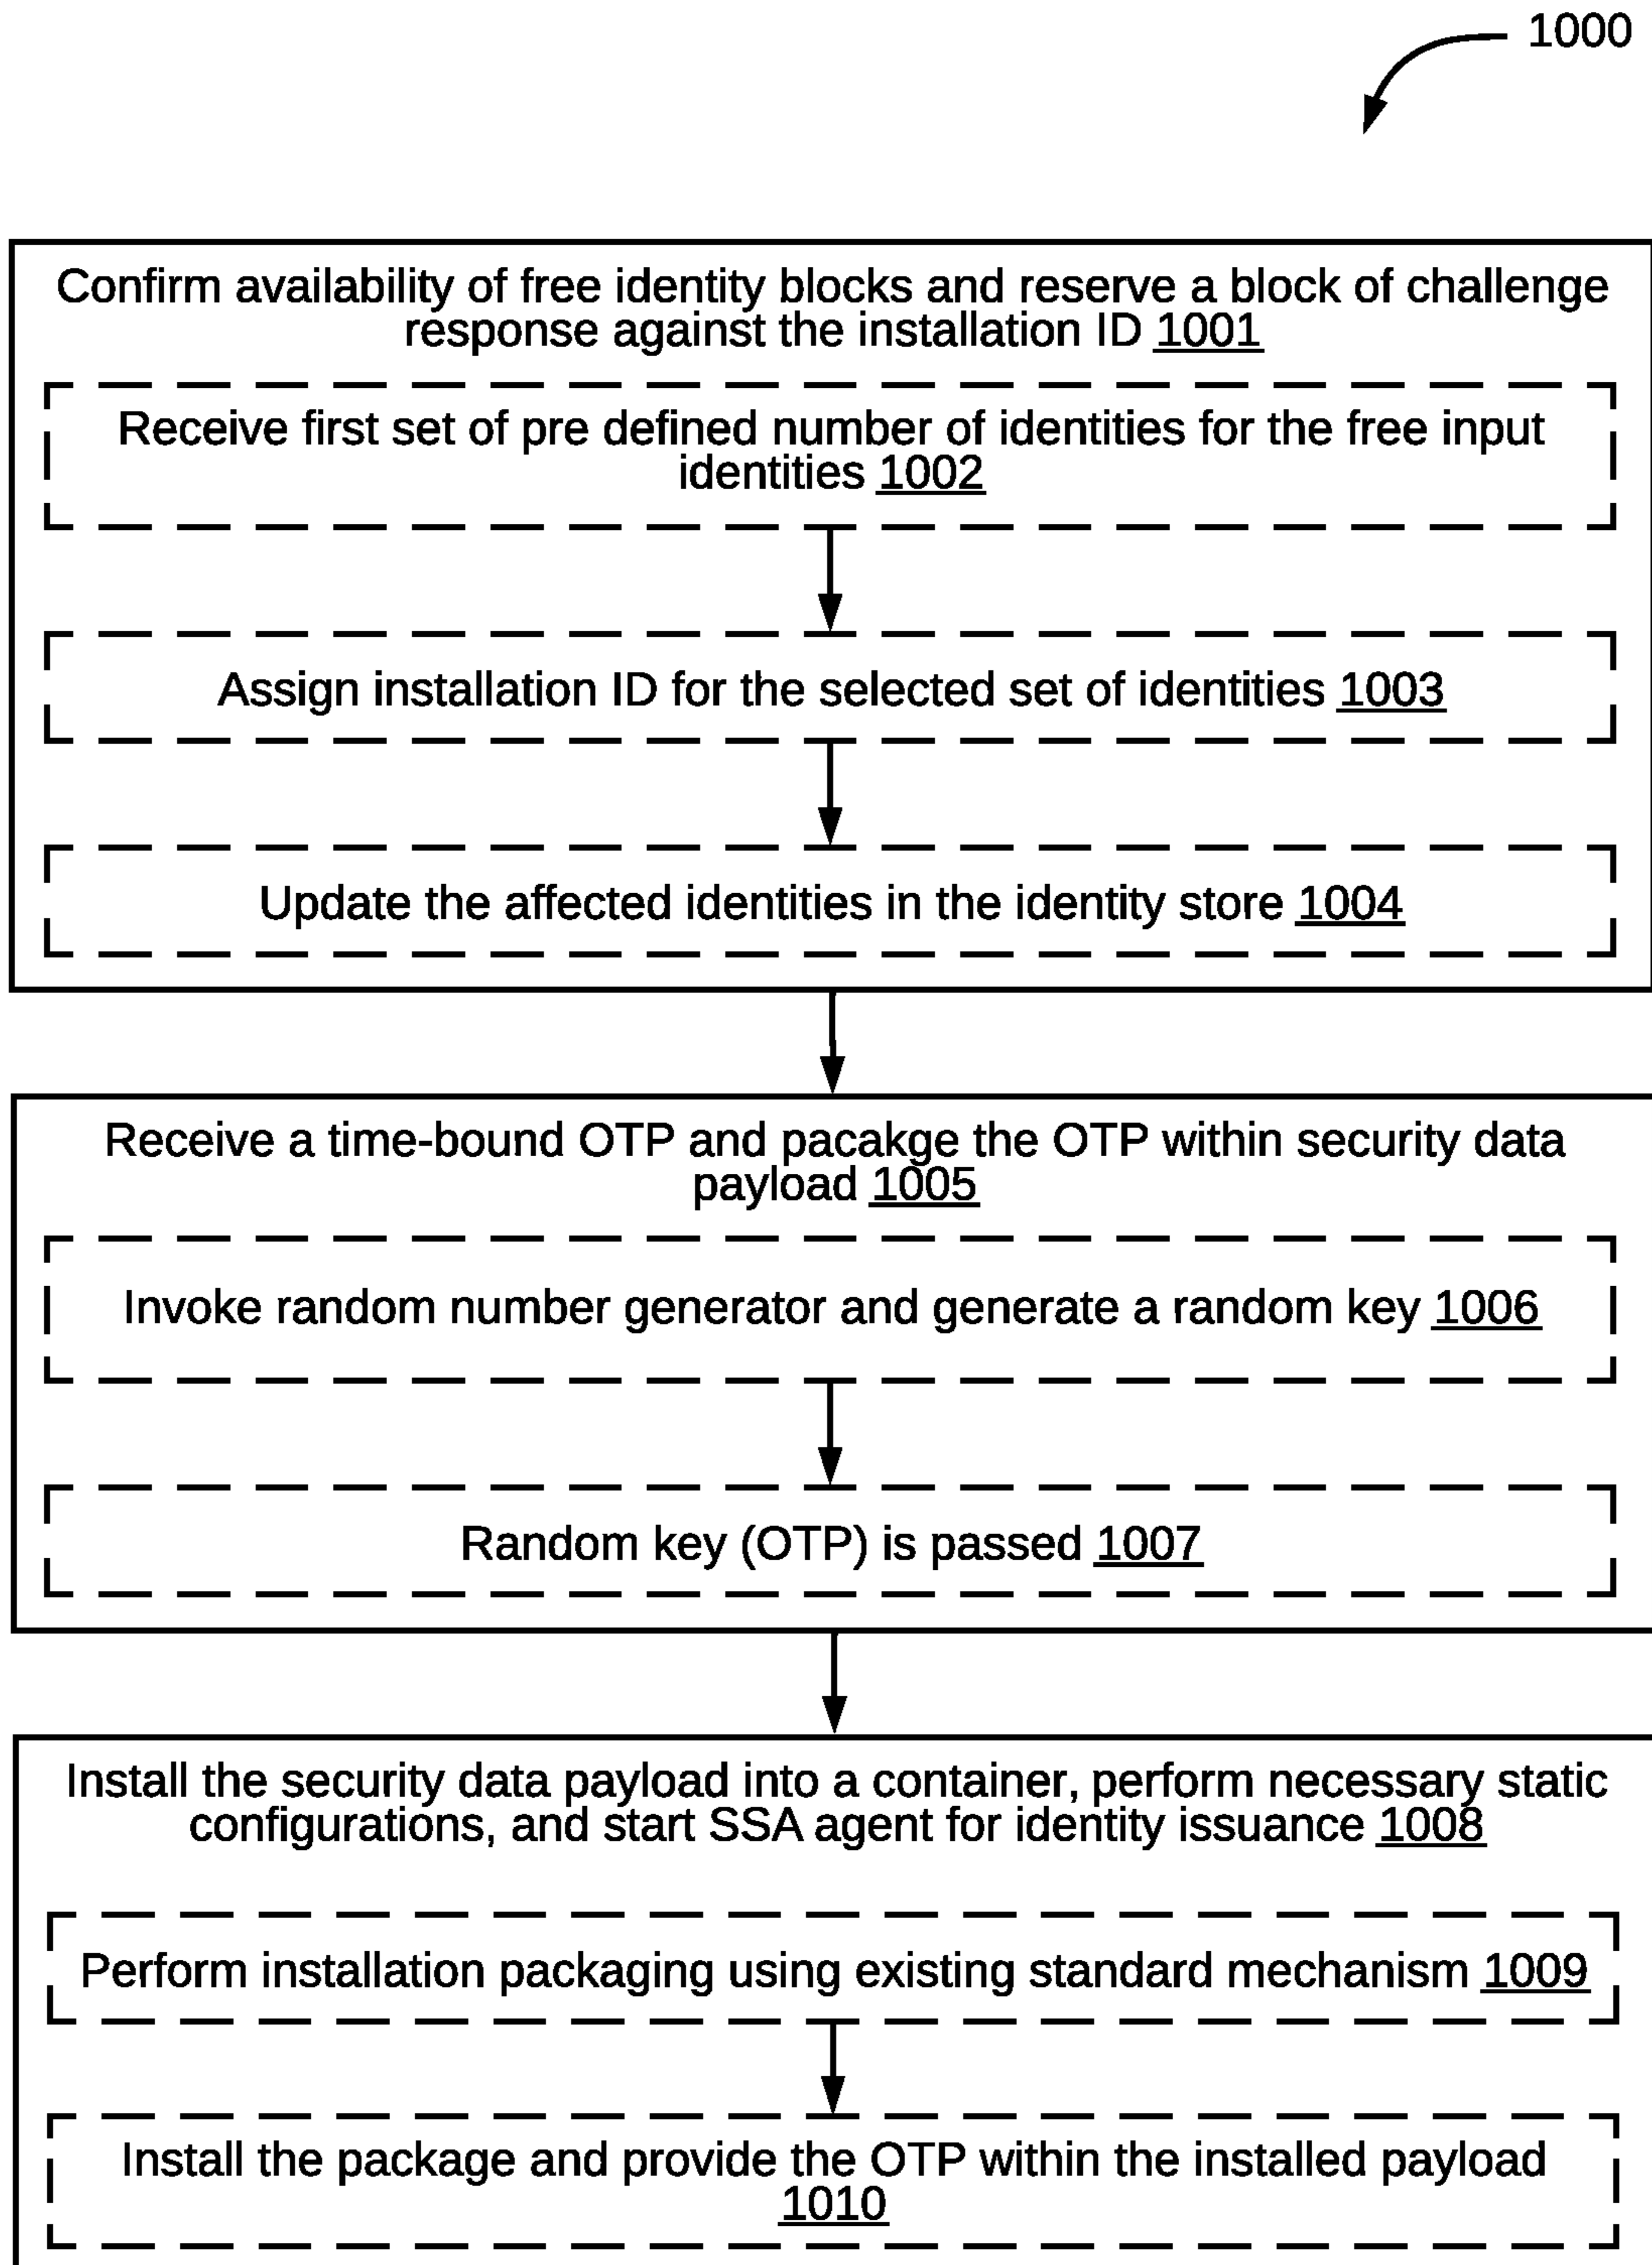 1000
Confirm availability of free identity blocks and reserve a block of challenge
response against the installation ID 1001
Receive first set of pre defined number of identities for the free input
identities 1002
Assign installation ID for the selected set of identities 1003
Update the affected identities in the identity store 1004
Receive a time-bound OTP and pacakge the OTP within security data
payload 1005
Invoke random number generator and generate a random key 1006
Random key (OTP) is passed 1007
Install the security data payload into a container, perform necessary static
configurations, and start SSA agent for identity issuance 1008
Perform installation packaging using existing standard mechanism 1009
Install the package and provide the OTP within the installed payload
1010